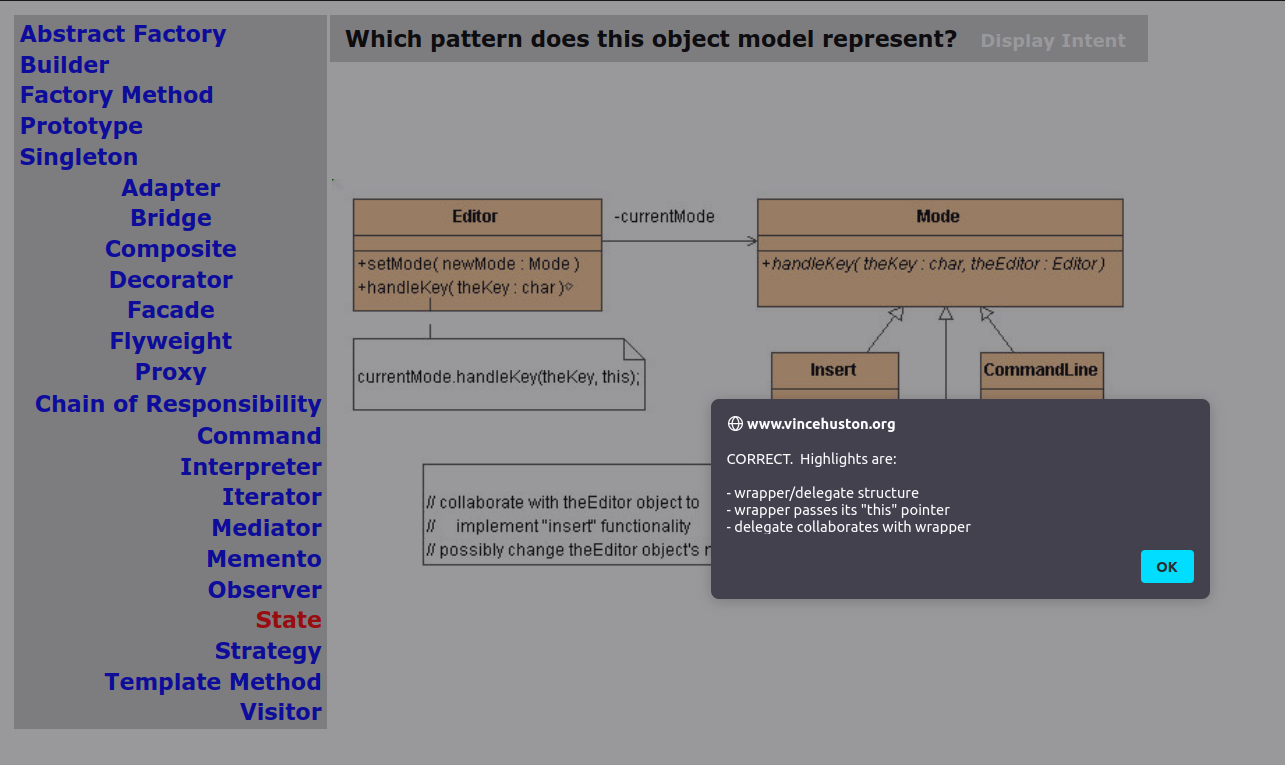 Abstract Factory
Builder
Factory Method
Prototype
Singleton
Adapter
Bridge
Composite
Decorator
Facade
Flyweight
Proxy
Chain of Responsibility
Command
Interpreter
Iterator
Mediator
Memento
Observer
State
Strategy
Template Method
Visitor
Which pattern does this object model represent? Display Intent
Editor
+setMode( newMode : Mode )
+handleKey( theKey : char )
-currentMode
Mode
+handleKey( theKey : char, theEditor : Editor )
currentMode.handleKey(theKey, this);
Insert
CommandLine
// collaborate with theEditor object to
// implement "insert" functionality
// possibly change theEditor object's
www.vincehuston.org
CORRECT. Highlights are:
- wrapper/delegate structure
- wrapper passes its "this" pointer
- delegate collaborates with wrapper
OK